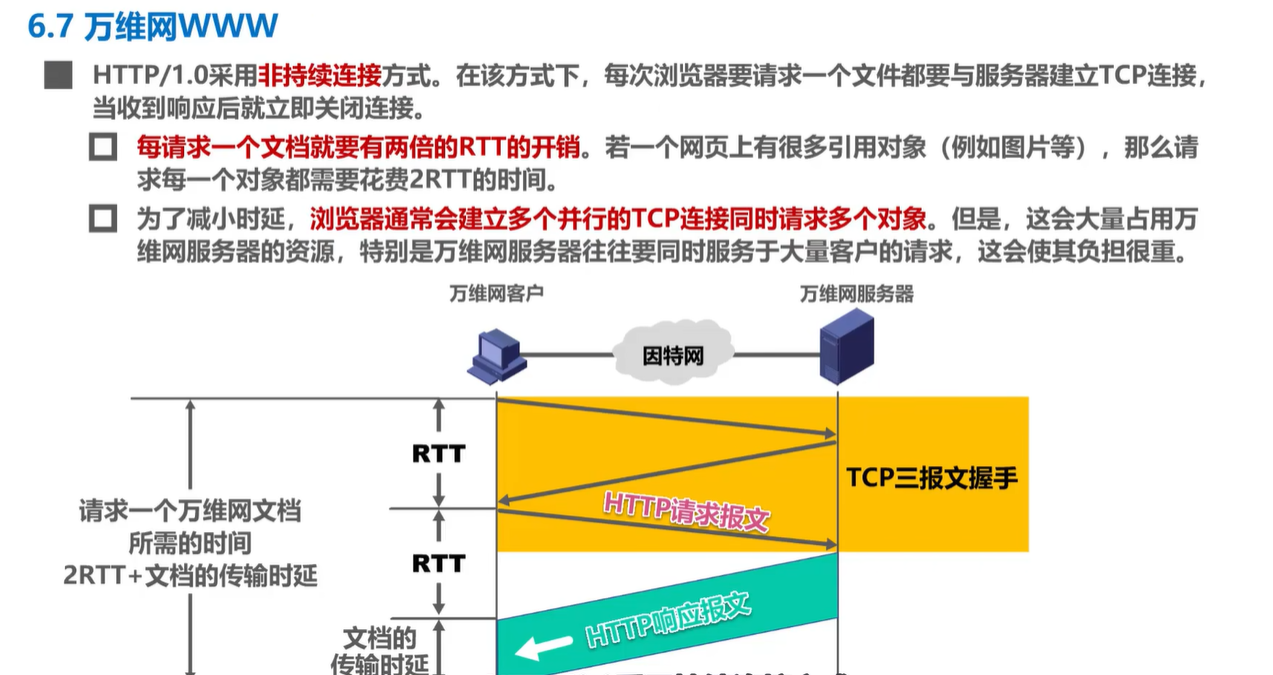 6.7 万维网WWW
HTTP/1.0采用非持续连接方式。在该方式下，每次浏览器要请求一个文件都要与服务器建立TCP连接，
当收到响应后就立即关闭连接。
每请求一个文档就要有两倍的RTT的开销。若一个网页上有很多引用对象（例如图片等），那么请
求每一个对象都需要花费2RTT的时间。
为了减小时延，浏览器通常会建立多个并行的TCP连接同时请求多个对象。但是，这会大量占用万
维网服务器的资源，特别是万维网服务器往往要同时服务于大量客户的请求，这会使其负担很重。
万维网客户
万维网服务器
因特网
RTT
TCP三报文握手
HTTP请求报文
请求一个万维网文档
所需的时间
2RTT+文档的传输时延
RTT
HTTP响应报文
文档的
传输时延